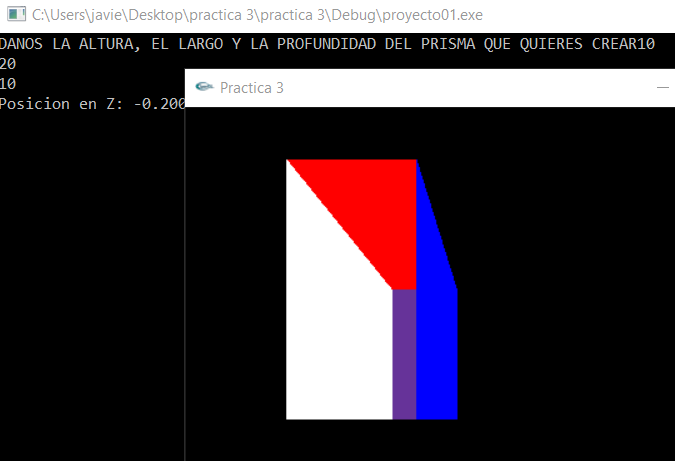 C:\Users\javie\Desktop\practica 3\practica 3\Debug\proyecto01.exe
DANOS LA ALTURA, EL LARGO Y LA PROFUNDIDAD DEL PRISMA QUE QUIERES CREAR10
20
10
Posicion en Z: -0.200
Practica 3